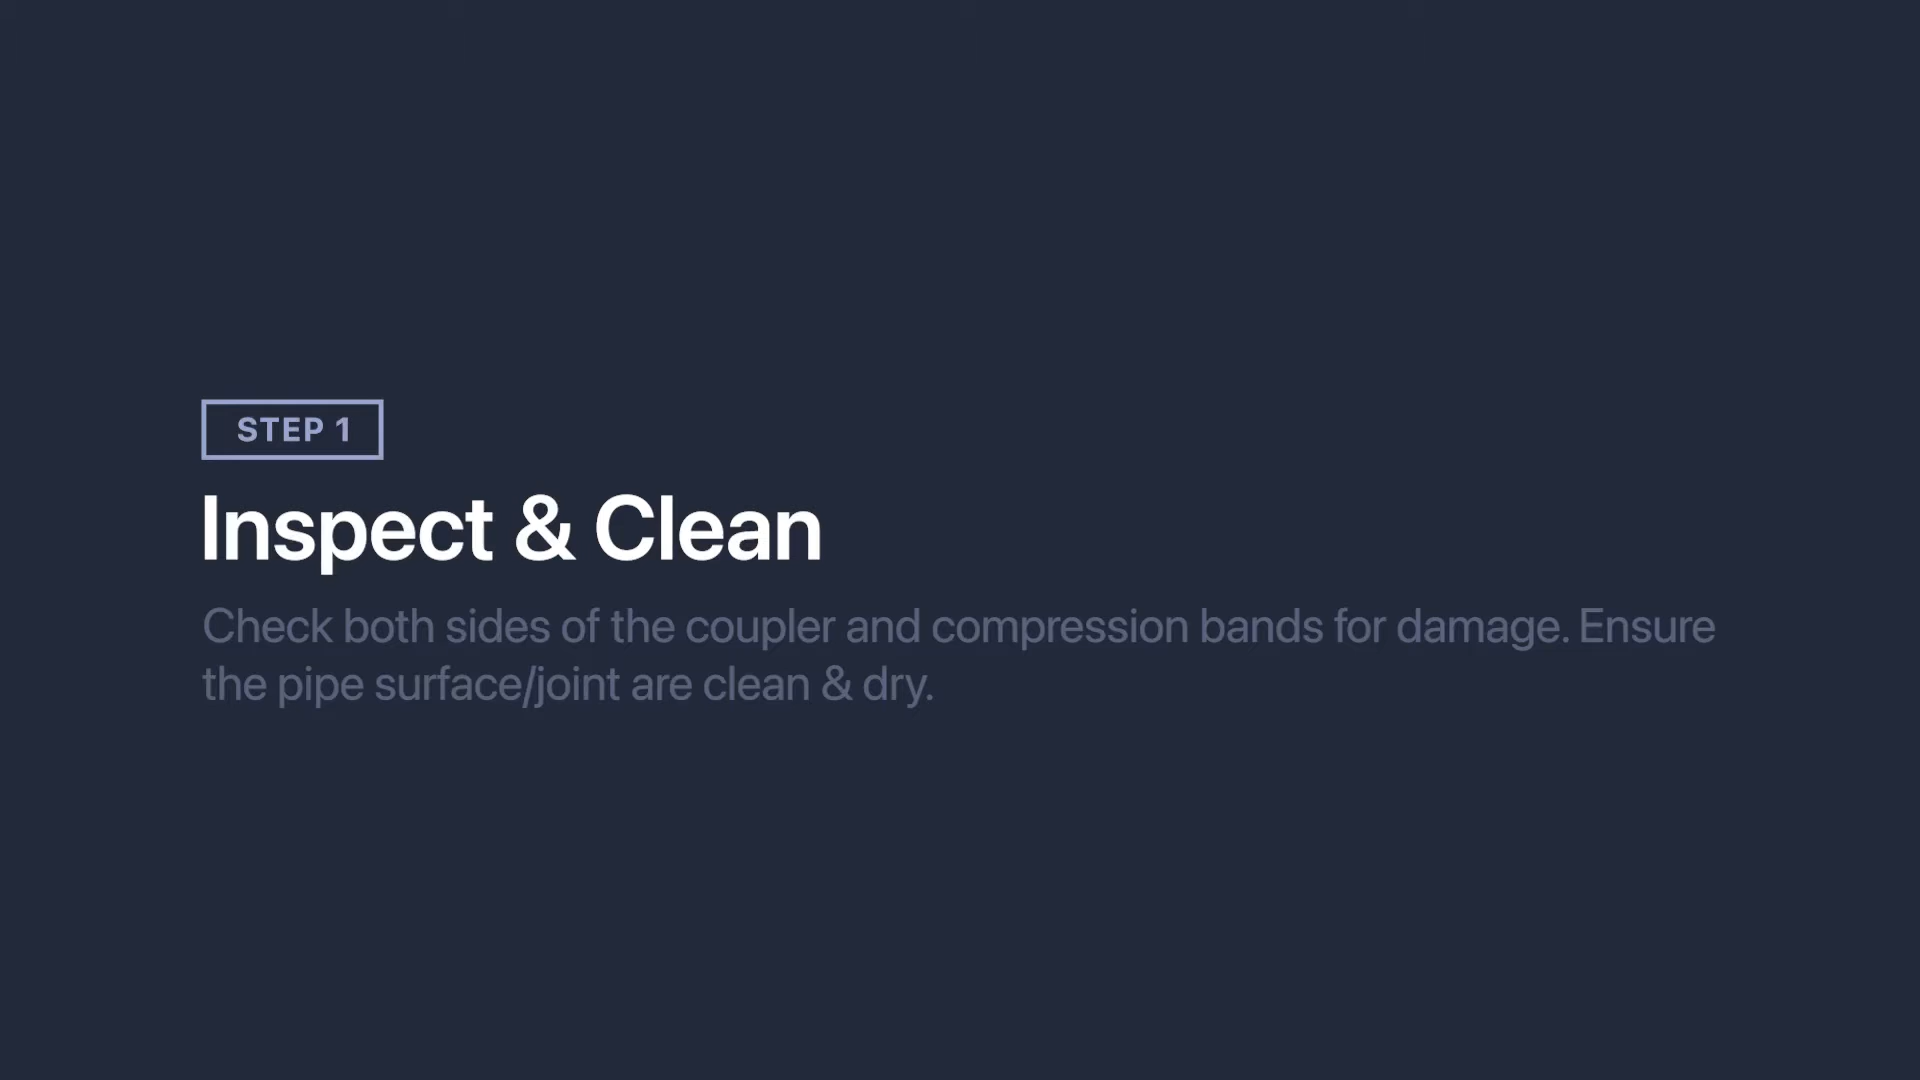 STEP 1
Inspect & Clean
Check both sides of the coupler and compression bands for damage. Ensure
the pipe surface/joint are clean & dry.